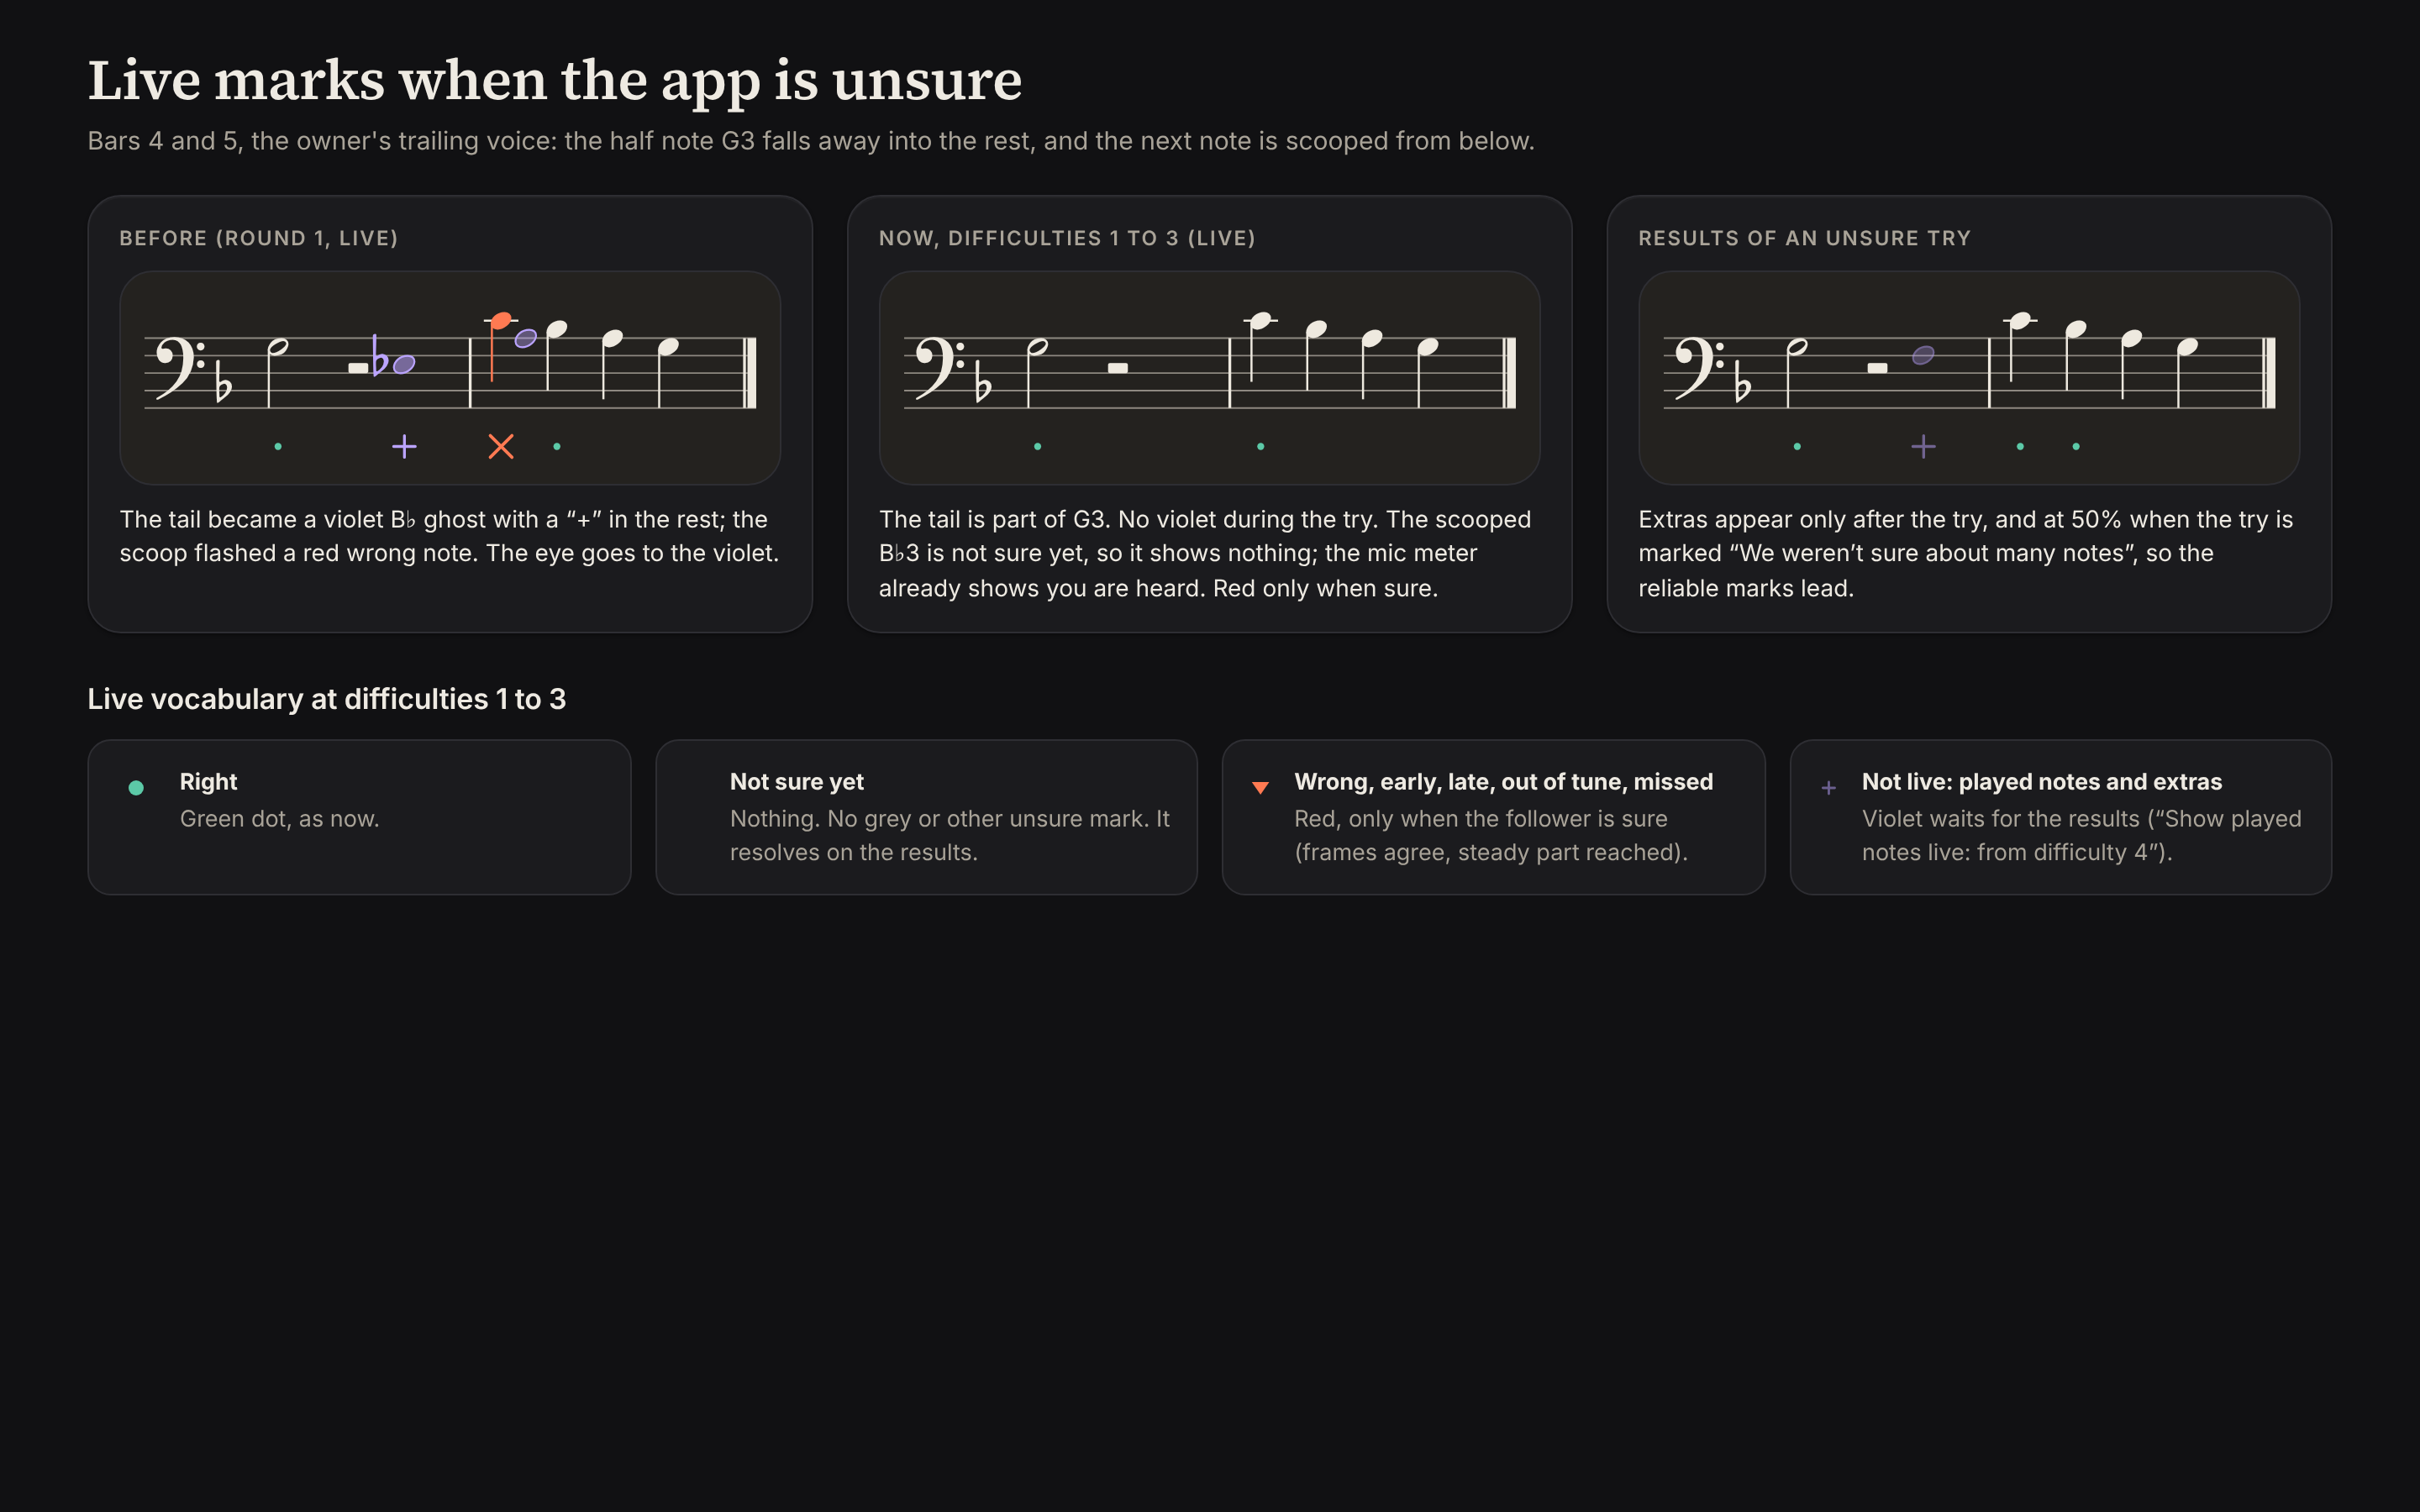 Live marks when the app is unsure
Bars 4 and 5, the owner's trailing voice: the half note G3 falls away into the rest, and the next note is scooped from below.
BEFORE (ROUND 1, LIVE)
The tail became a violet B♭ ghost with a “+” in the rest; the
scoop flashed a red wrong note. The eye goes to the violet.
NOW, DIFFICULTIES 1 TO 3 (LIVE)
The tail is part of G3. No violet during the try. The scooped
B♭3 is not sure yet, so it shows nothing; the mic meter
already shows you are heard. Red only when sure.
RESULTS OF AN UNSURE TRY
Extras appear only after the try, and at 50% when the try is
marked “We weren’t sure about many notes”, so the
reliable marks lead.
Live vocabulary at difficulties 1 to 3
Right
Green dot, as now.
Not sure yet
Nothing. No grey or other unsure mark. It
resolves on the results.
Wrong, early, late, out of tune, missed
Red, only when the follower is sure
(frames agree, steady part reached).
Not live: played notes and extras
Violet waits for the results (“Show played
notes live: from difficulty 4”).